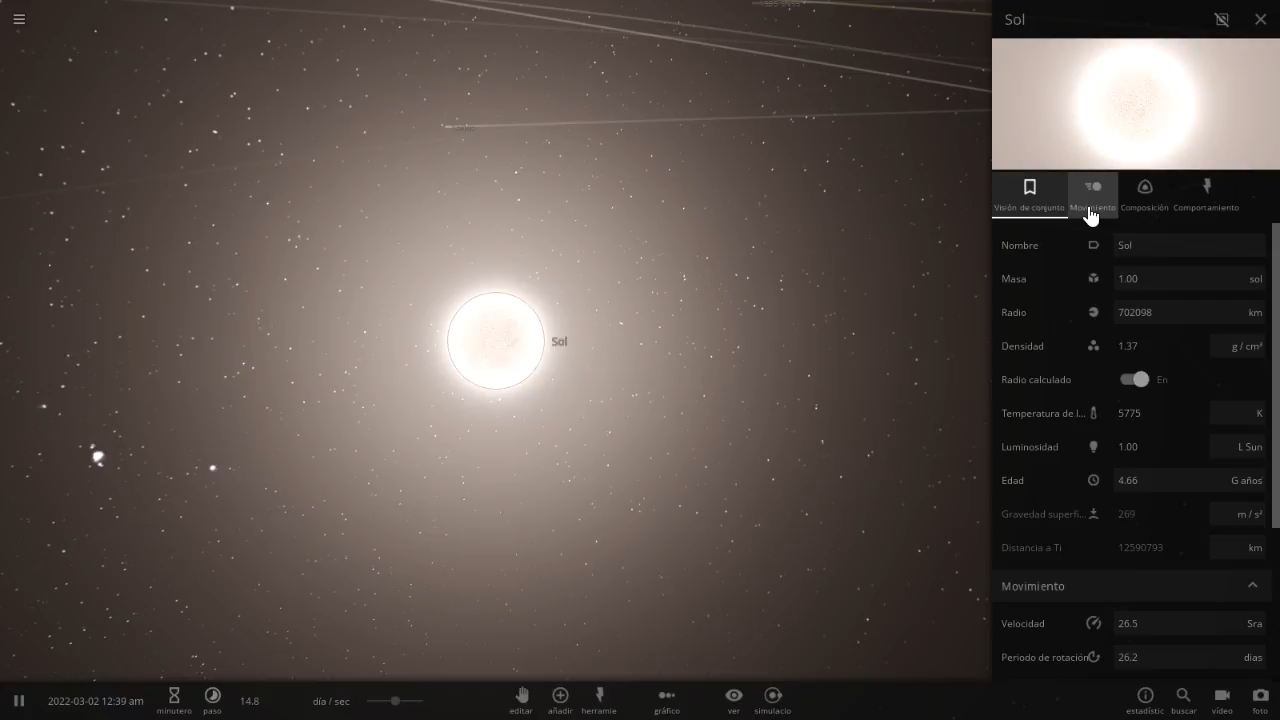 Sol
Visión de conjunto
Movimiento
Composición
Comportamiento
Nombre Sol
Masa 1.00 sol
Radio 702098 km
Densidad 1.37 g / cm³
Radio calculado En
Temperatura de l... 5775 K
Luminosidad 1.00 L Sun
Edad 4.66 G años
Gravedad superfi... 269 m / s²
Distancia a Ti 12590793 km
Movimiento
Velocidad 26.5 Sra
Periodo de rotación 26.2 dias
Sol
2022-03-02 12:39 am
minutero
paso
14.8 día / sec
editar
añadir
herramie
gráfico
ver
simulacio
estadístic
buscar
vídeo
foto